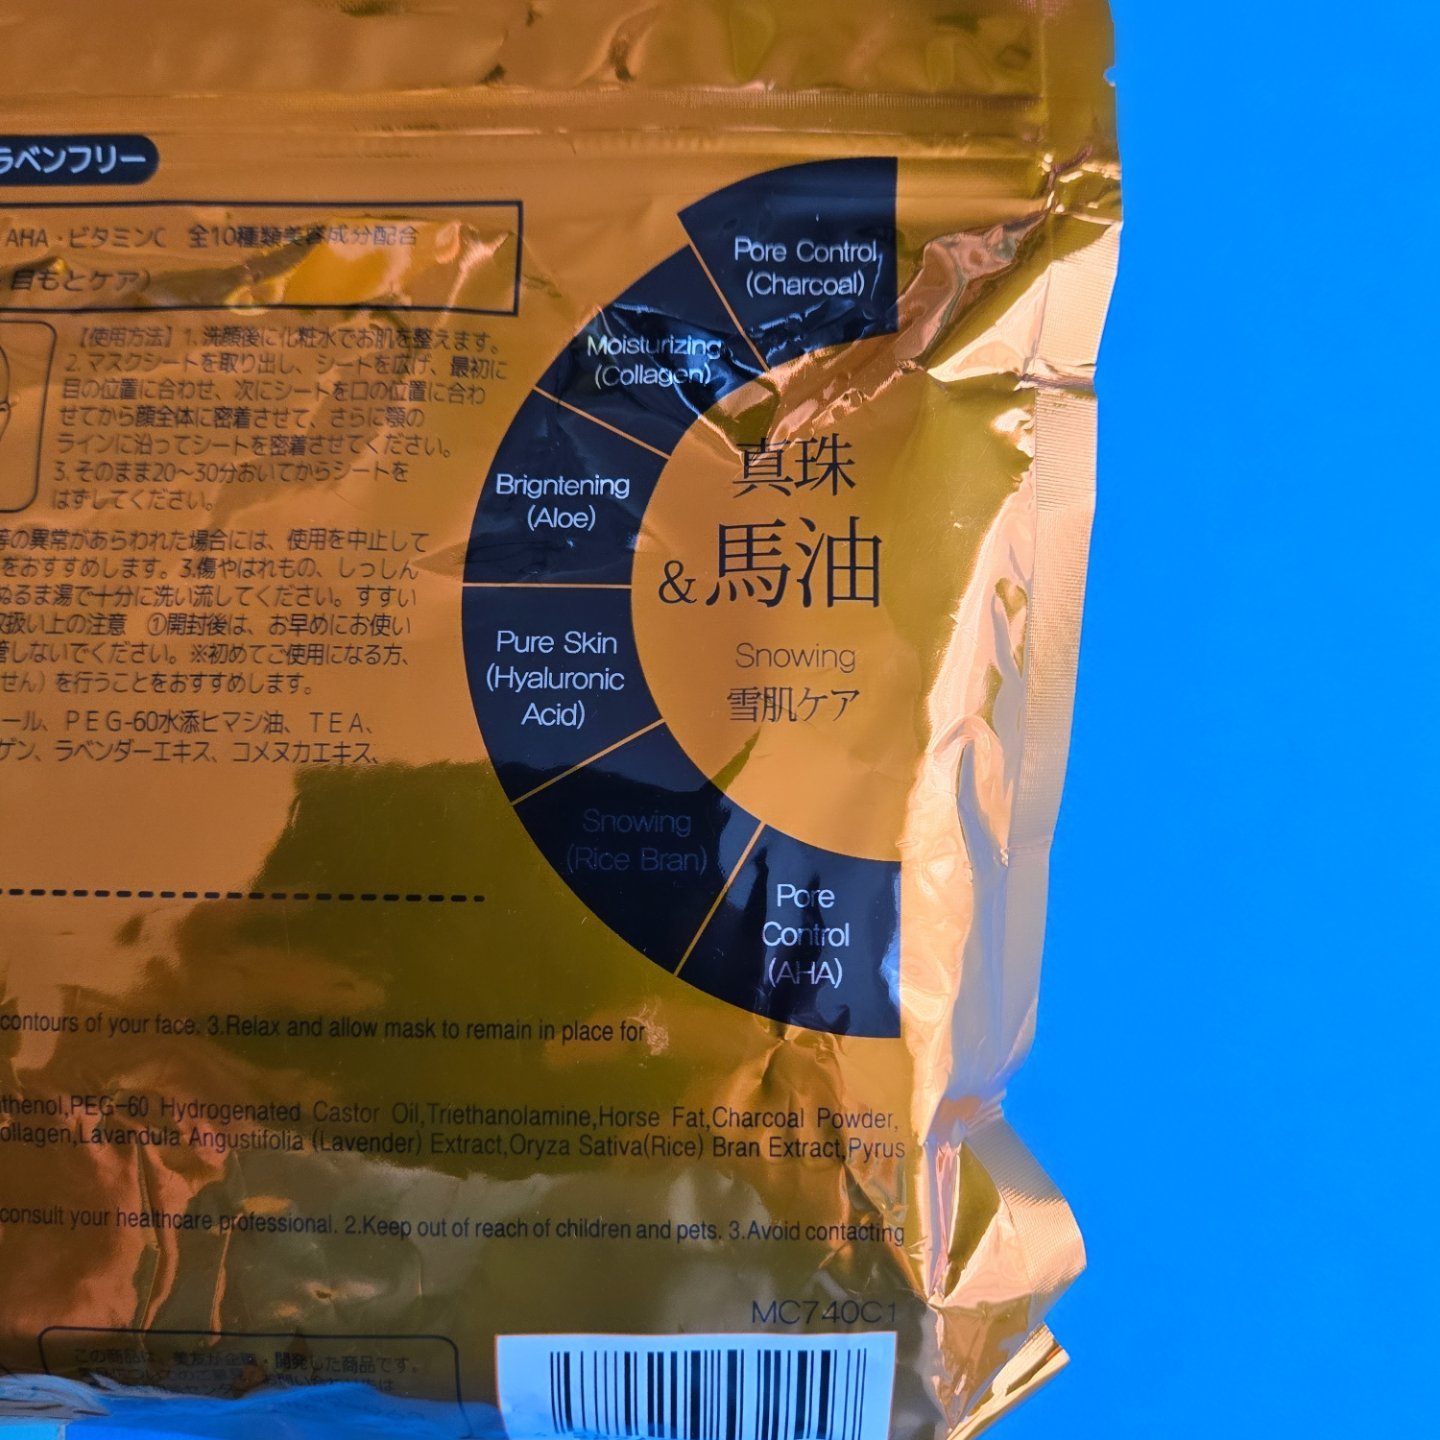 ラベンフリー
AHA・ビタミンC 全10種類美容成分配合
目もとケア）
【使用方法】1.洗顔後に化粧水でお肌を整えます。
2.マスクシートを取り出し、シートを広げ、最初に
目の位置に合わせ、次にシートを口の位置に合わ
せてから顔全体に密着させて、さらに顎の
ラインに沿ってシートを密着させてください。
3.そのまま20～30分おいてからシートを
はずしてください。
等の異常があらわれた場合には、使用を中止して
をおすすめします。3.傷やはれもの、しっしん
ぬるま湯で十分に洗い流してください。すすい
扱い上の注意 ①開封後は、お早めにお使い
管しないでください。※初めてご使用になる方、
せん）を行うことをおすすめします。
ール、PEG-60水添ヒマシ油、TEA、
ゲン、ラベンダーエキス、コメヌカエキス、
Pore Control
(Charcoal)
Moisturizing
(Collagen)
Brigntening
(Aloe)
Pure Skin
(Hyaluronic
Acid)
Snowing
(Rice Bran)
Pore
Control
(AHA)
真珠
&馬油
Snowing
雪肌ケア
contours of your face. 3.Relax and allow mask to remain in place for
thenol,PEG-60 Hydrogenated Castor Oil,Triethanolamine,Horse Fat,Charcoal Powder,
ollagen,Lavandula Angustifolia (Lavender) Extract,Oryza Sativa(Rice) Bran Extract,Pyrus
consult your healthcare professional. 2.Keep out of reach of children and pets. 3.Avoid contacting
MC740C1
この商品は、美友が企画・開発した商品です。